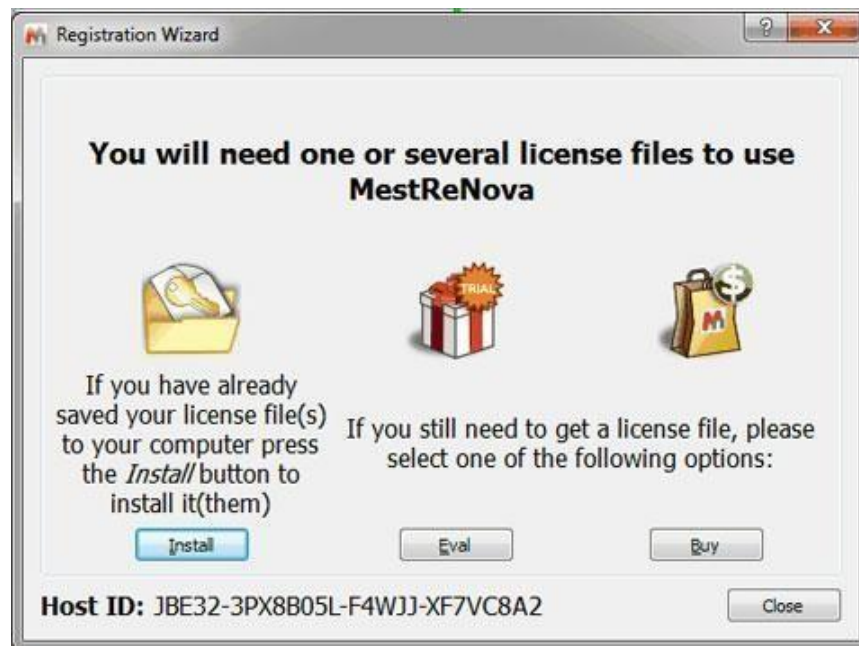 Registration Wizard
You will need one or several license files to use
MestReNova
TRIAL
$
M
If you have already
saved your license file(s)
to your computer press
the Install button to
install it(them)
If you still need to get a license file, please
select one of the following options:
Install
Eval
Buy
Host ID: JBE32-3PX8B05L-F4WJJ-XF7VC8A2
Close